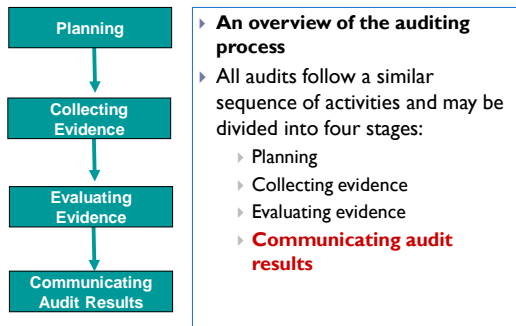 Planning
Collecting
Evidence
Evaluating
Evidence
Communicating
Audit Results
An overview of the auditing
process
All audits follow a similar
sequence of activities and may be
divided into four stages:
Planning
Collecting evidence
Evaluating evidence
Communicating audit
results